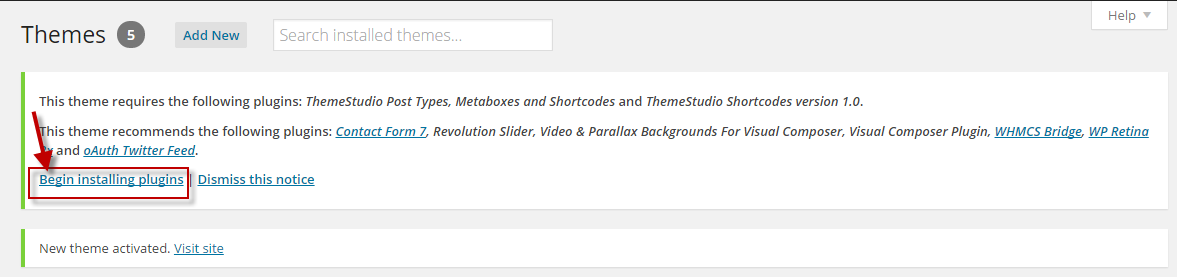 Help
Themes 5 Add New Search installed themes...
This theme requires the following plugins: ThemeStudio Post Types, Metaboxes and Shortcodes and ThemeStudio Shortcodes version 1.0.
This theme recommends the following plugins: Contact Form 7, Revolution Slider, Video & Parallax Backgrounds For Visual Composer, Visual Composer Plugin, WHMCS Bridge, WP Retina
and oAuth Twitter Feed.
Begin installing plugins | Dismiss this notice
New theme activated. Visit site